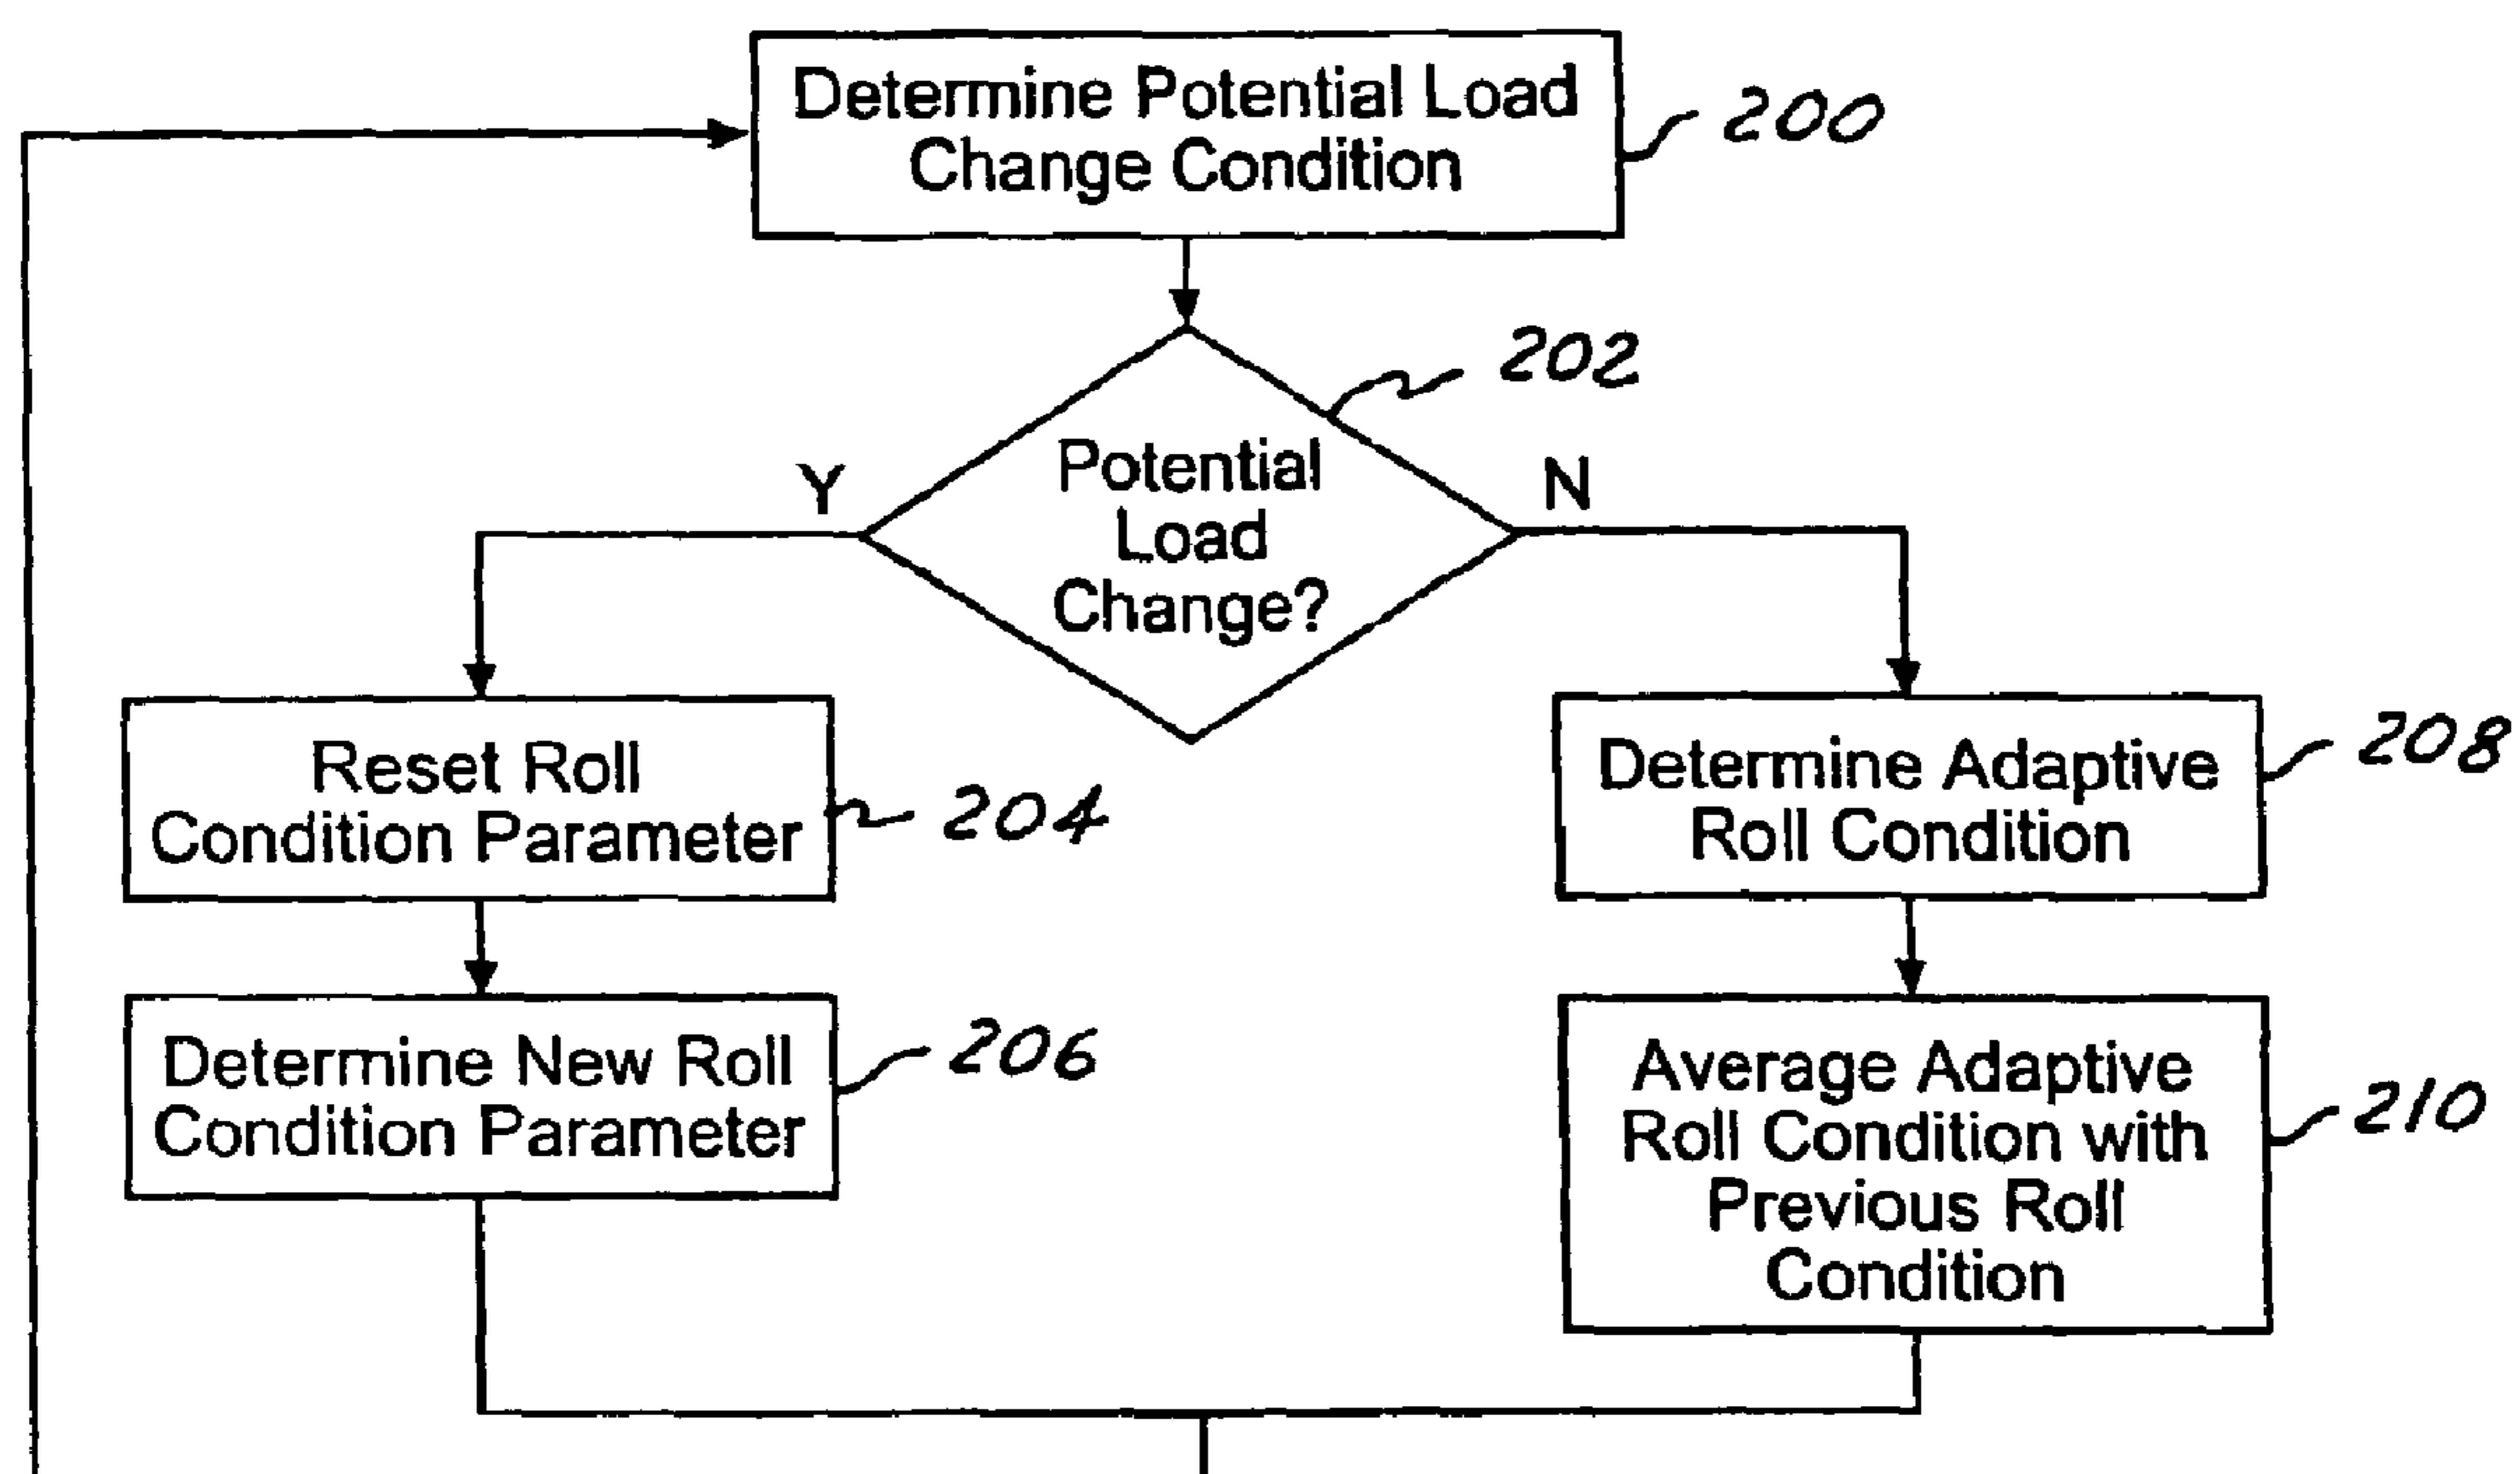 Determine Potential Load
Change Condition
200
202
Y
Potential
Load
Change?
N
Reset Roll
Condition Parameter
204
Determine Adaptive
Roll Condition
208
Determine New Roll
Condition Parameter
206
Average Adaptive
Roll Condition with
Previous Roll
Condition
210